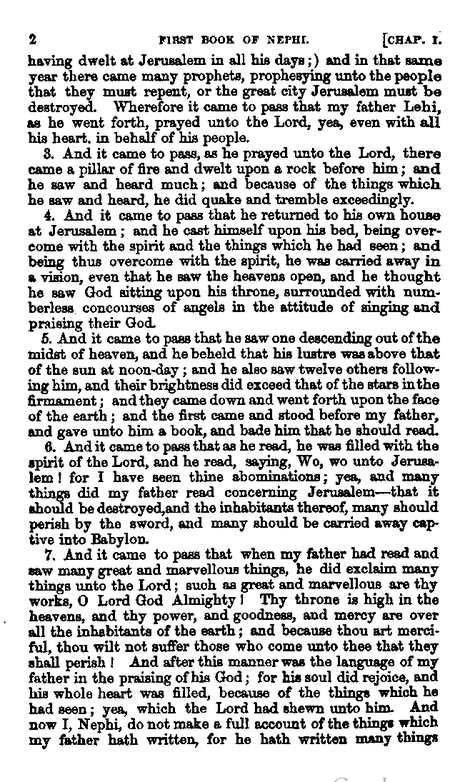 2 FIRST BOOK OF NEPHI. [CHAP. I.
having dwelt at Jerusalem in all his days;) and in that same
year there came many prophets, prophesying unto the people
that they must repent, or the great city Jerusalem must be
destroyed. Wherefore it came to pass that my father Lehi,
as he went forth, prayed unto the Lord, yea, even with all
his heart. in behalf of his people.
3. And it came to pass, as he prayed unto the Lord, there
came a pillar of fire and dwelt upon a rock before him; and
he saw and heard much; and because of the things which
he saw and heard, he did quake and tremble exceedingly.
4. And it came to pass that he returned to his own house
at Jerusalem; and he cast himself upon his bed, being over-
come with the spirit and the things which he had seen; and
being thus overcome with the spirit, he was carried away in
a vision, even that he saw the heavens open, and he thought
he saw God sitting upon his throne, surrounded with num-
berless concourses of angels in the attitude of singing and
praising their God.
5. And it came to pass that he saw one descending out of the
midst of heaven, and he beheld that his lustre was above that
of the sun at noon-day; and he also saw twelve others follow-
ing him, and their brightness did exceed that of the stars in the
firmament; and they came down and went forth upon the face
of the earth; and the first came and stood before my father,
and gave unto him a book, and bade him that he should read.
6. And it came to pass that as he read, he was filled with the
spirit of the Lord, and he read, saying, Wo, wo unto Jerusa-
lem! for I have seen thine abominations; yea, and many
things did my father read concerning Jerusalem—that it
should be destroyed,and the inhabitants thereof, many should
perish by the sword, and many should be carried away cap-
tive into Babylon.
7. And it came to pass that when my father had read and
saw many great and marvellous things, he did exclaim many
things unto the Lord; such as great and marvellous are thy
works, O Lord God Almighty! Thy throne is high in the
heavens, and thy power, and goodness, and mercy are over
all the inhabitants of the earth; and because thou art merci-
ful, thou wilt not suffer those who come unto thee that they
shall perish! And after this manner was the language of my
father in the praising of his God; for his soul did rejoice, and
his whole heart was filled, because of the things which he
had seen; yea, which the Lord had shewn unto him. And
now I, Nephi, do not make a full account of the things which
my father hath written, for he hath written many things